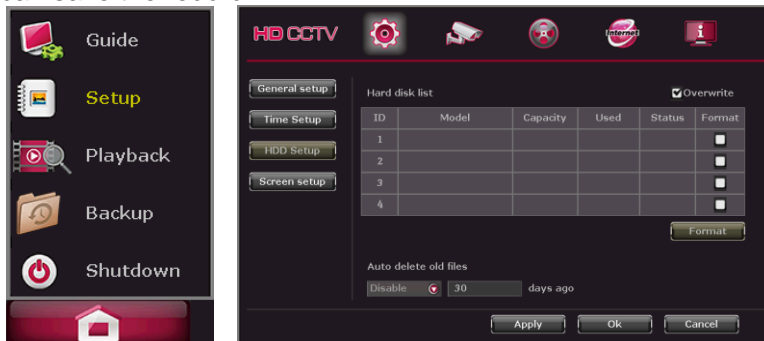 Guide
Setup
Playback
Backup
Shutdown
HD CCTV
Internet
i
General setup
Time Setup
HDD Setup
Screen setup
Hard disk list
Overwrite
ID Model Capacity Used Status Format
1
2
3
4
Format
Auto delete old files
Disable 30 days ago
Apply Ok Cancel